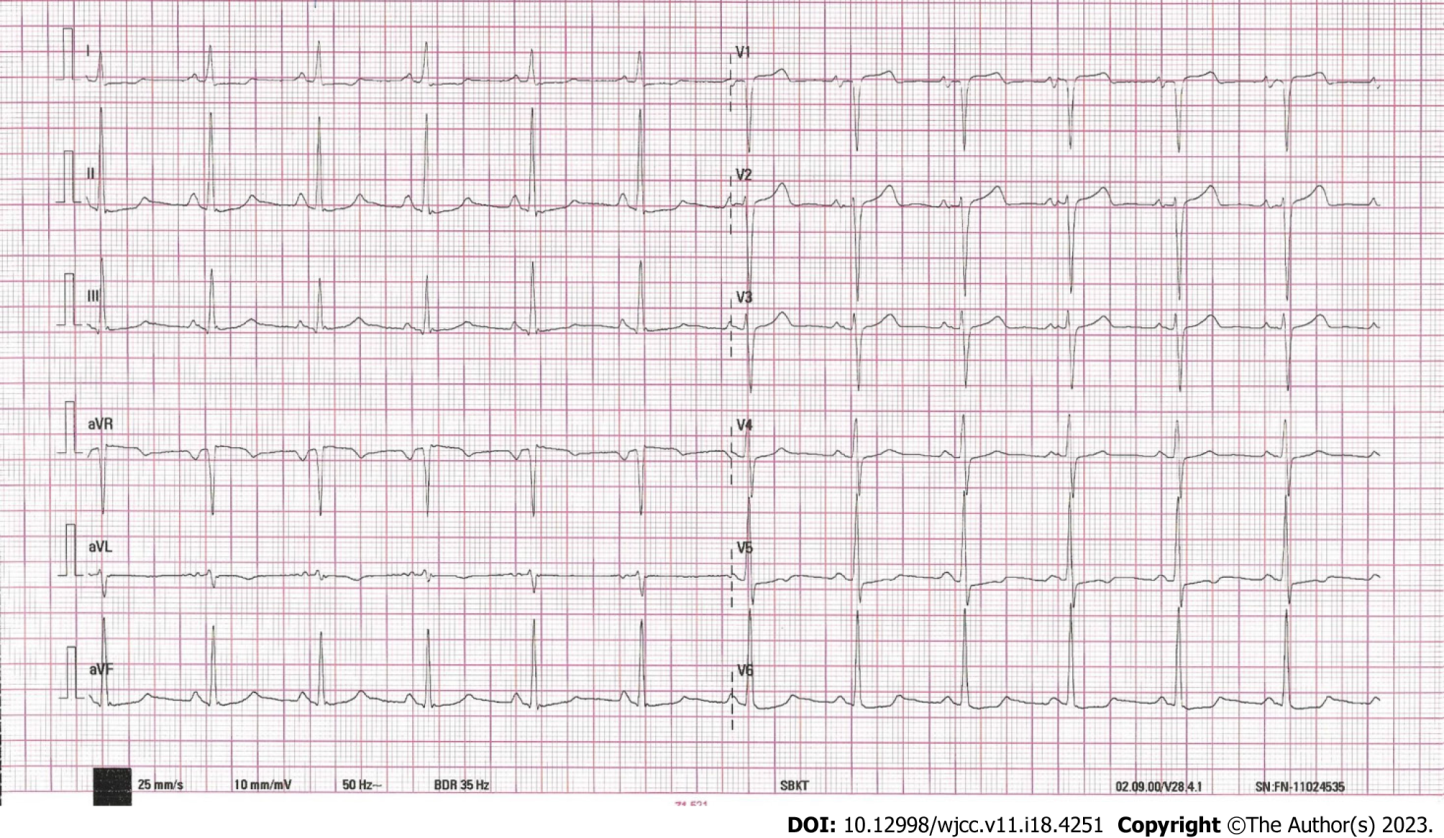 I
V1
II
V2
III
V3
aVR
V4
aVL
V5
aVF
V6
25 mm/s 10 mm/mV 50 Hz~ BDR 35 Hz SBKT 02.09.00/V28.4.1 SN:FN-11024535
DOI: 10.12998/wjcc.v11.i18.4251 Copyright ©The Author(s) 2023.